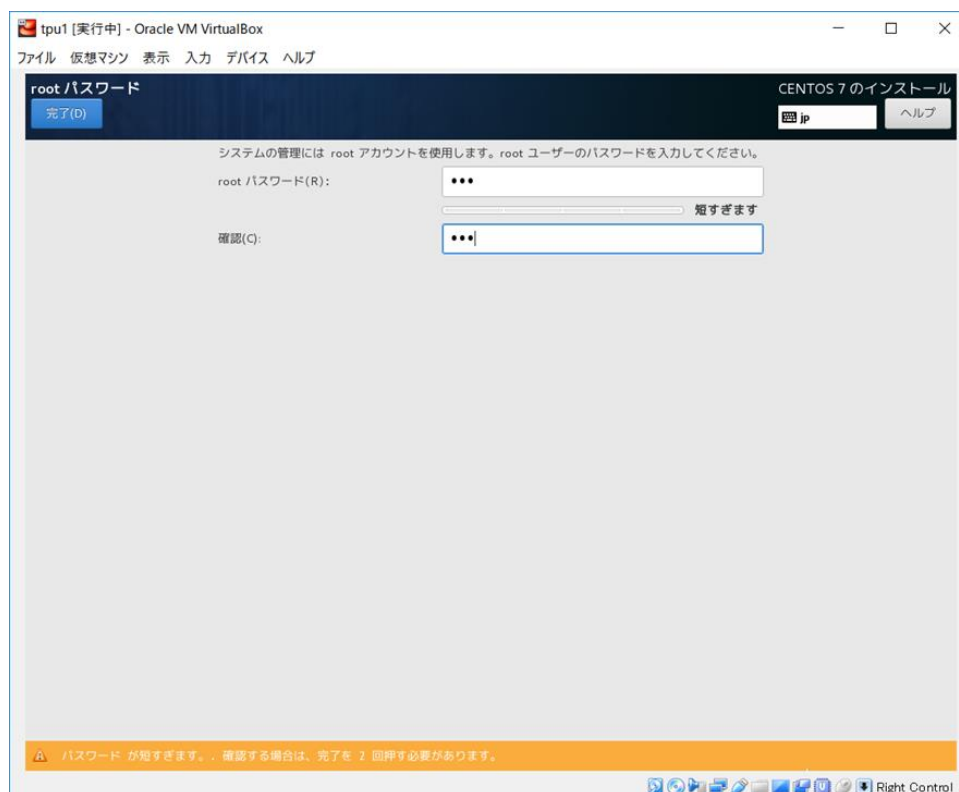 tpu1 [実行中] - Oracle VM VirtualBox
ファイル 仮想マシン 表示 入力 デバイス ヘルプ
root パスワード
CENTOS 7 のインストール
完了(D)
jp
ヘルプ
システムの管理には root アカウントを使用します。root ユーザーのパスワードを入力してください。
root パスワード(R):
•••
短すぎます
確認(C):
•••
パスワード が短すぎます。. 確認する場合は、完了を 2 回押す必要があります。
Right Control